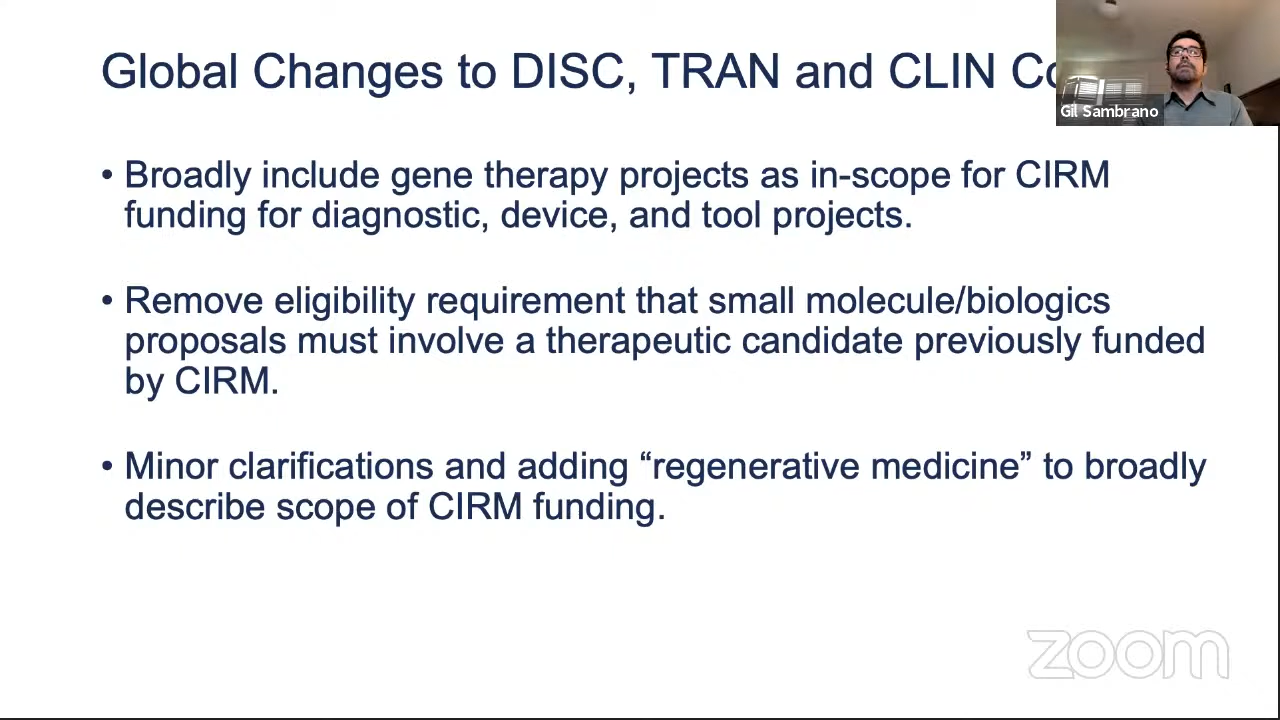 Global Changes to DISC, TRAN and CLIN Co
Gil Sambrano
• Broadly include gene therapy projects as in-scope for CIRM
funding for diagnostic, device, and tool projects.
• Remove eligibility requirement that small molecule/biologics
proposals must involve a therapeutic candidate previously funded
by CIRM.
• Minor clarifications and adding “regenerative medicine” to broadly
describe scope of CIRM funding.
zoom